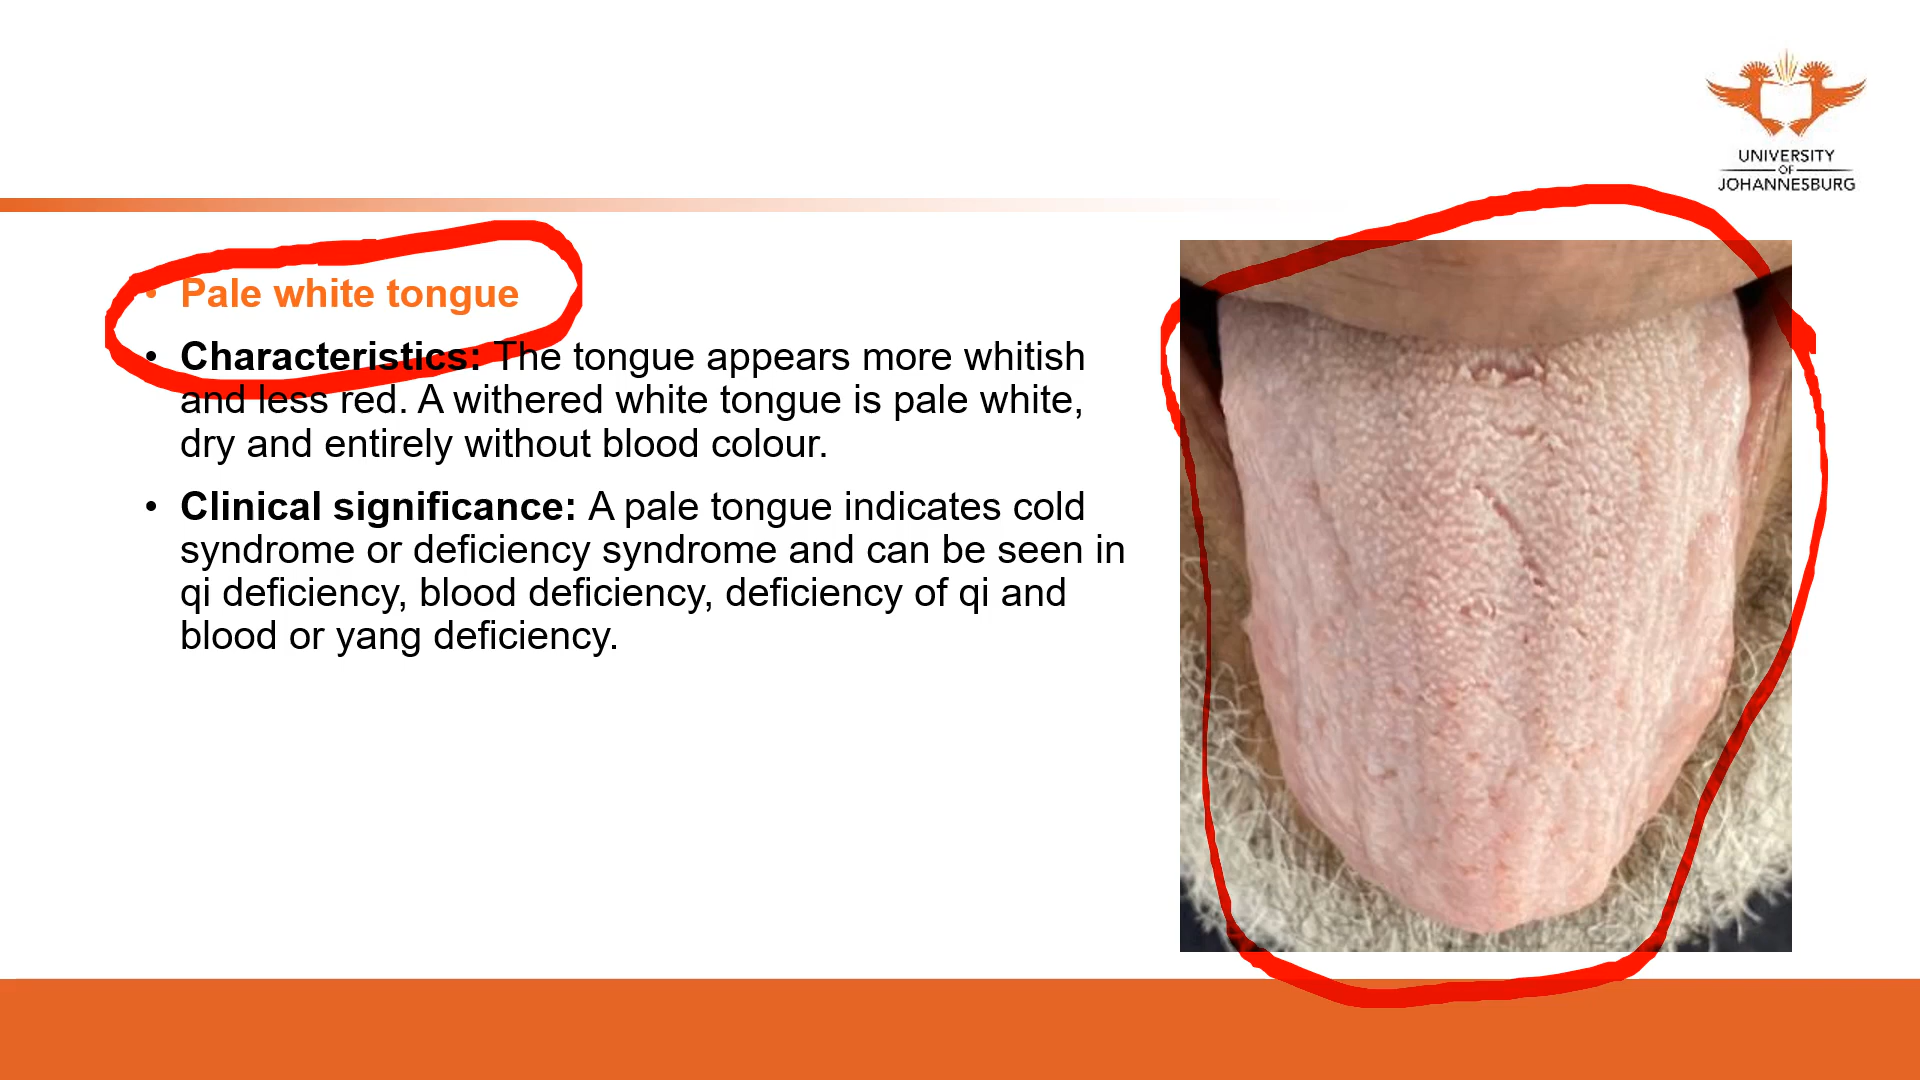 UNIVERSITY
OF
JOHANNESBURG
• Pale white tongue
• Characteristics: The tongue appears more whitish
and less red. A withered white tongue is pale white,
dry and entirely without blood colour.
• Clinical significance: A pale tongue indicates cold
syndrome or deficiency syndrome and can be seen in
qi deficiency, blood deficiency, deficiency of qi and
blood or yang deficiency.